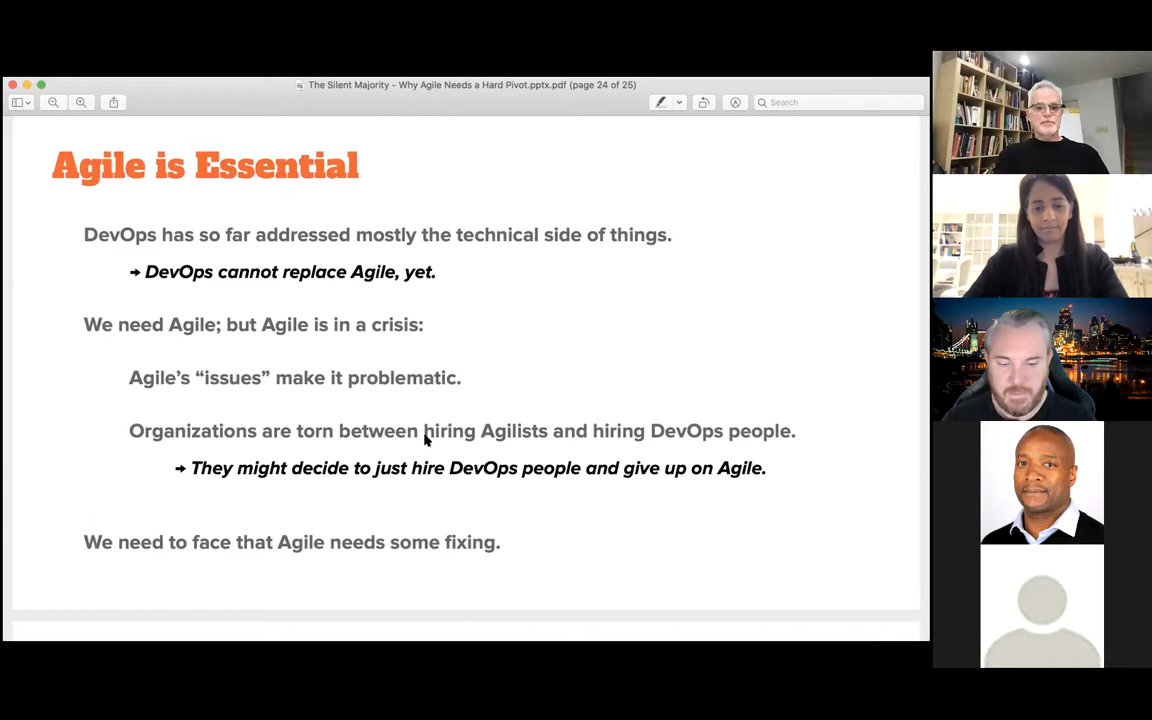 The Silent Majority - Why Agile Needs a Hard Pivot.pptx.pdf (page 24 of 25)
Search
Agile is Essential
DevOps has so far addressed mostly the technical side of things.
→ DevOps cannot replace Agile, yet.
We need Agile; but Agile is in a crisis:
Agile’s “issues” make it problematic.
Organizations are torn between hiring Agilists and hiring DevOps people.
→ They might decide to just hire DevOps people and give up on Agile.
We need to face that Agile needs some fixing.